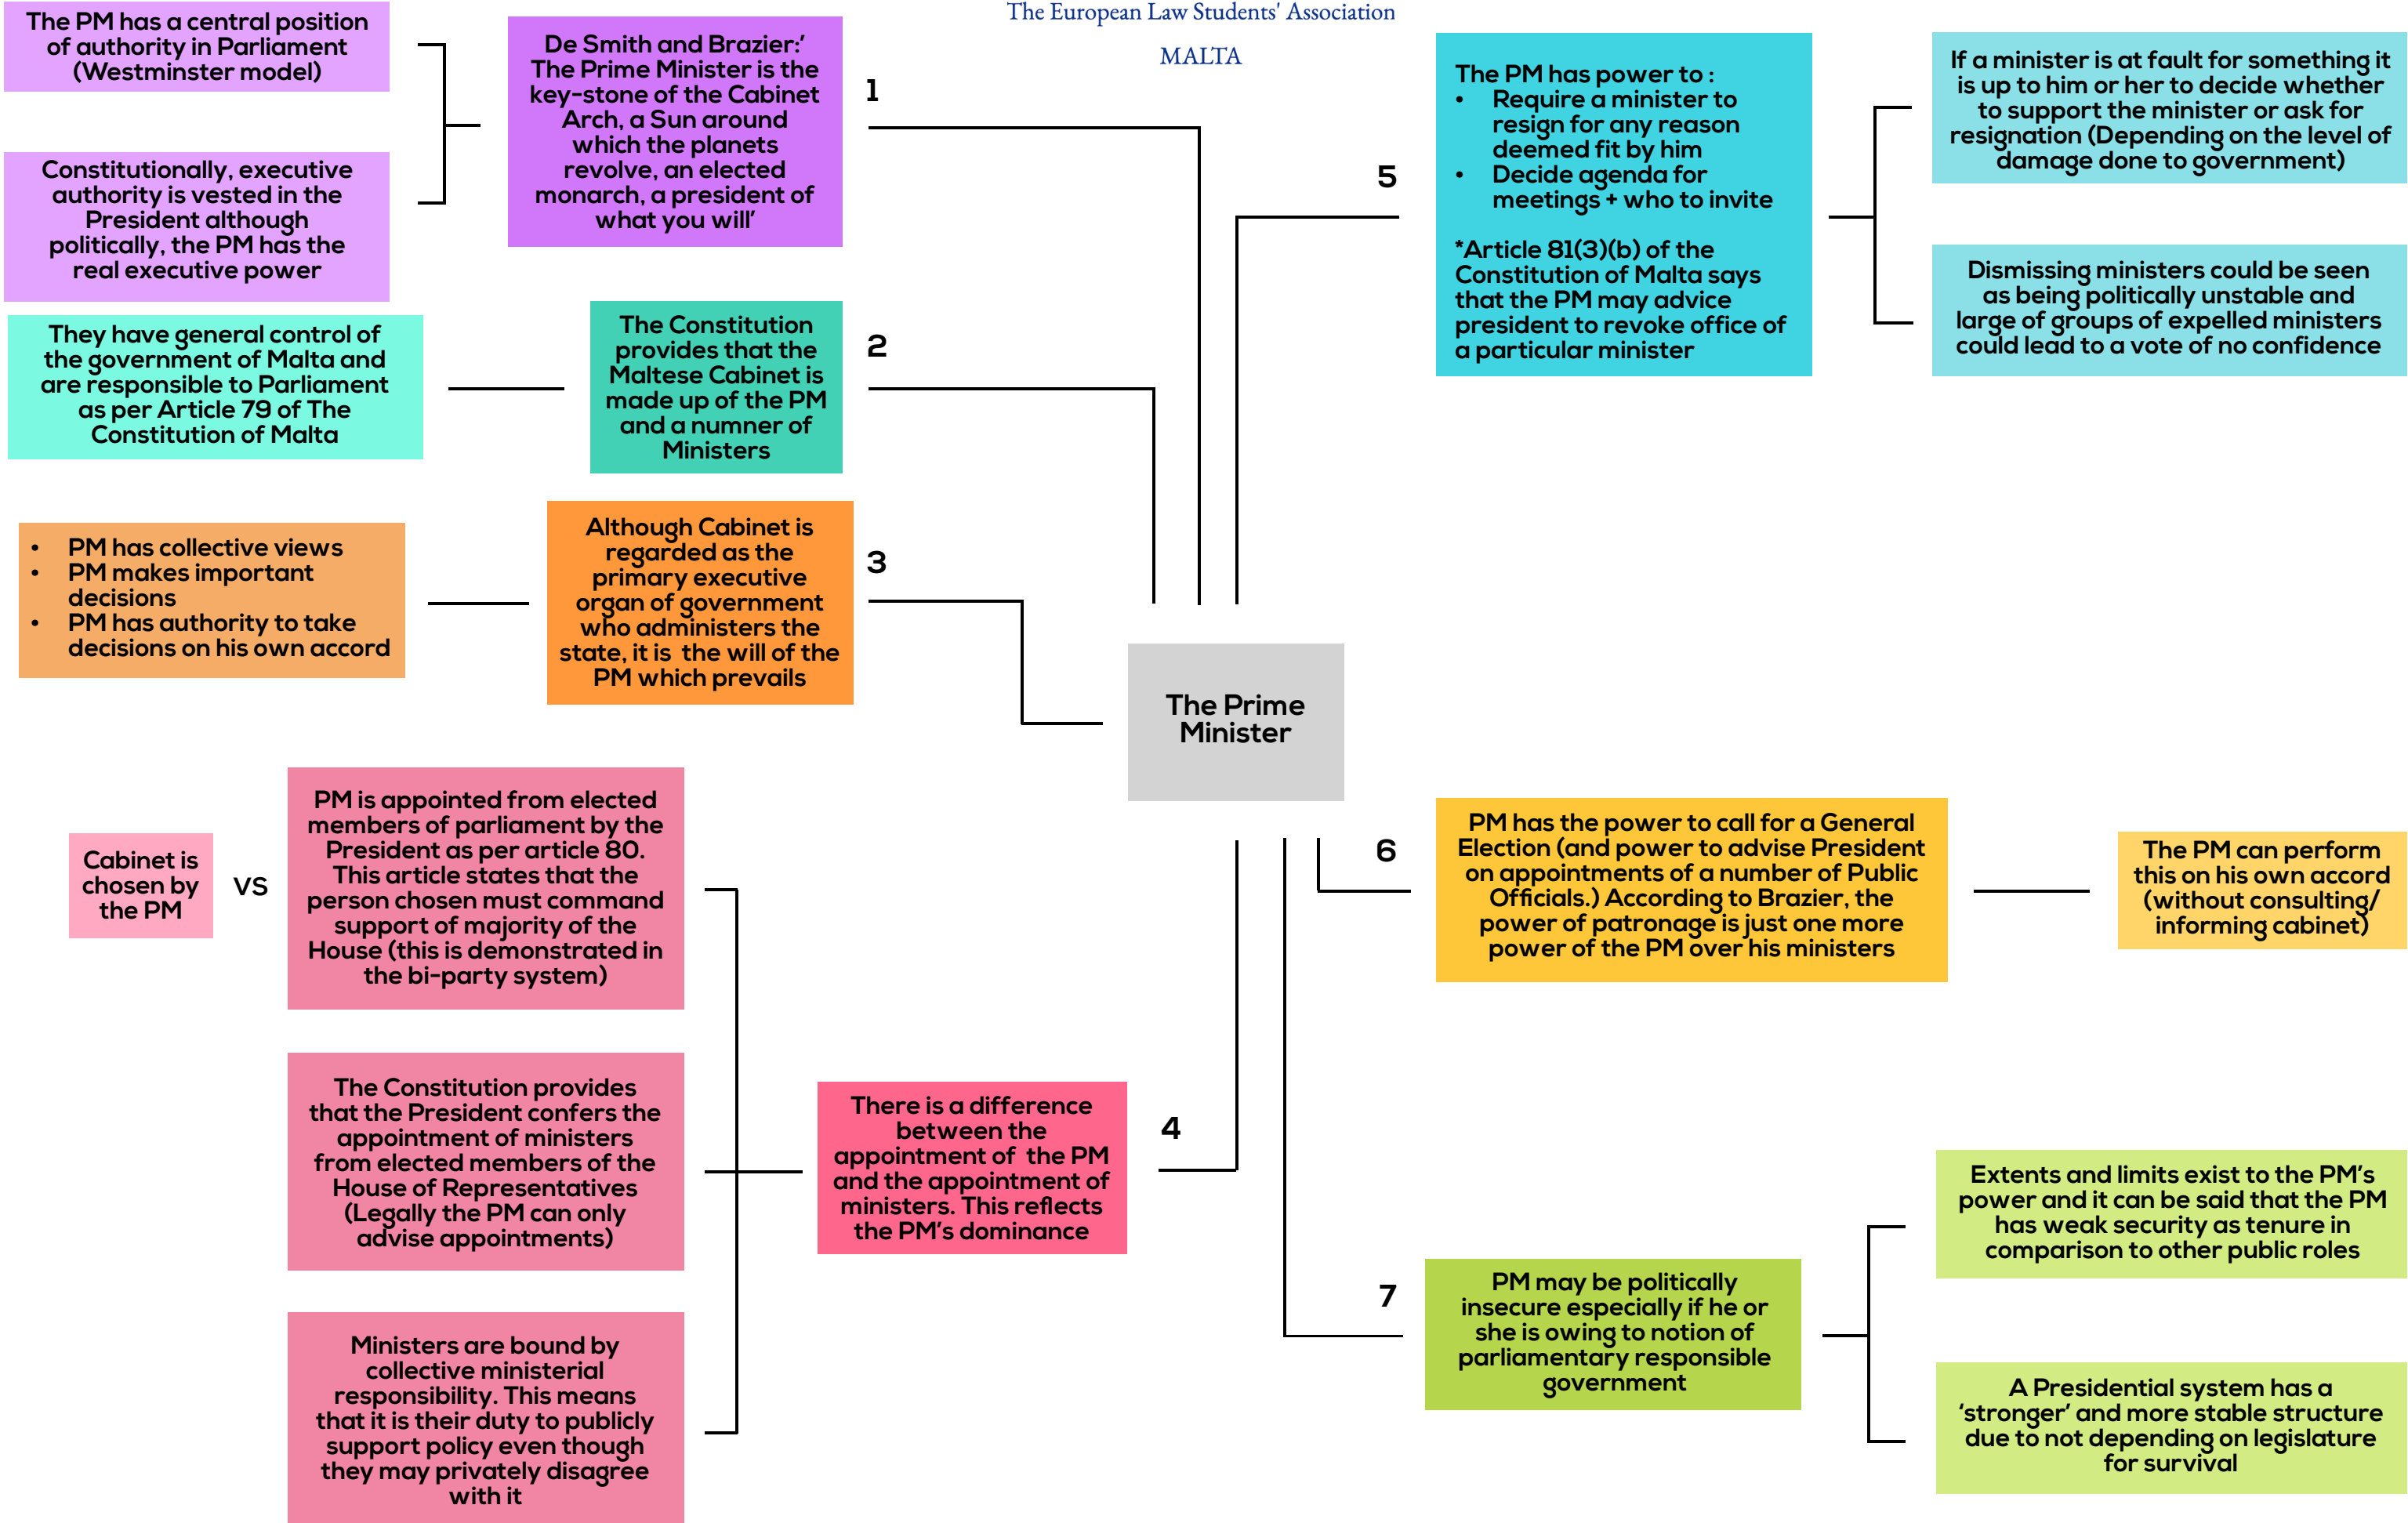 The European Law Students' Association
MALTA
The PM has a central position
of authority in Parliament
(Westminster model)
Constitutionally, executive
authority is vested in the
President although
politically, the PM has the
real executive power
De Smith and Brazier:’
The Prime Minister is the
key-stone of the Cabinet
Arch, a Sun around
which the planets
revolve, an elected
monarch, a president of
what you will’
1
They have general control of
the government of Malta and
are responsible to Parliament
as per Article 79 of The
Constitution of Malta
The Constitution
provides that the
Maltese Cabinet is
made up of the PM
and a numner of
Ministers
2
• PM has collective views
• PM makes important
decisions
• PM has authority to take
decisions on his own accord
Although Cabinet is
regarded as the
primary executive
organ of government
who administers the
state, it is the will of the
PM which prevails
3
The Prime
Minister
Cabinet is
chosen by
the PM
VS
PM is appointed from elected
members of parliament by the
President as per article 80.
This article states that the
person chosen must command
support of majority of the
House (this is demonstrated in
the bi-party system)
The Constitution provides
that the President confers the
appointment of ministers
from elected members of the
House of Representatives
(Legally the PM can only
advise appointments)
Ministers are bound by
collective ministerial
responsibility. This means
that it is their duty to publicly
support policy even though
they may privately disagree
with it
There is a difference
between the
appointment of the PM
and the appointment of
ministers. This reflects
the PM’s dominance
4
5
The PM has power to :
• Require a minister to
resign for any reason
deemed fit by him
• Decide agenda for
meetings + who to invite
*Article 81(3)(b) of the
Constitution of Malta says
that the PM may advice
president to revoke office of
a particular minister
If a minister is at fault for something it
is up to him or her to decide whether
to support the minister or ask for
resignation (Depending on the level of
damage done to government)
Dismissing ministers could be seen
as being politically unstable and
large of groups of expelled ministers
could lead to a vote of no confidence
6
PM has the power to call for a General
Election (and power to advise President
on appointments of a number of Public
Officials.) According to Brazier, the
power of patronage is just one more
power of the PM over his ministers
The PM can perform
this on his own accord
(without consulting/
informing cabinet)
7
PM may be politically
insecure especially if he or
she is owing to notion of
parliamentary responsible
government
Extents and limits exist to the PM’s
power and it can be said that the PM
has weak security as tenure in
comparison to other public roles
A Presidential system has a
‘stronger’ and more stable structure
due to not depending on legislature
for survival